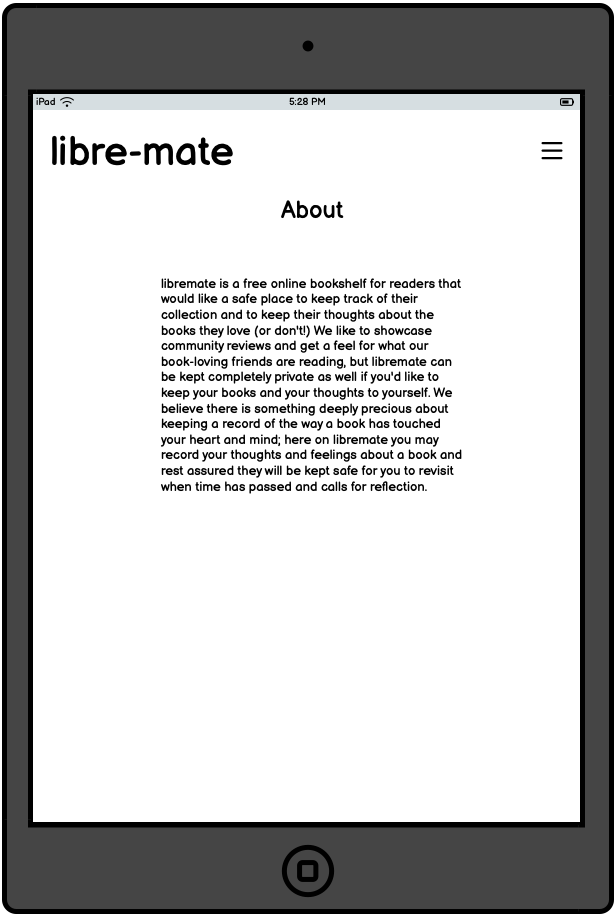 iPad
5:28 PM
libre-mate
About
libremate is a free online bookshelf for readers that
would like a safe place to keep track of their
collection and to keep their thoughts about the
books they love (or don't!) We like to showcase
community reviews and get a feel for what our
book-loving friends are reading, but libremate can
be kept completely private as well if you'd like to
keep your books and your thoughts to yourself. We
believe there is something deeply precious about
keeping a record of the way a book has touched
your heart and mind; here on libremate you may
record your thoughts and feelings about a book and
rest assured they will be kept safe for you to revisit
when time has passed and calls for reflection.